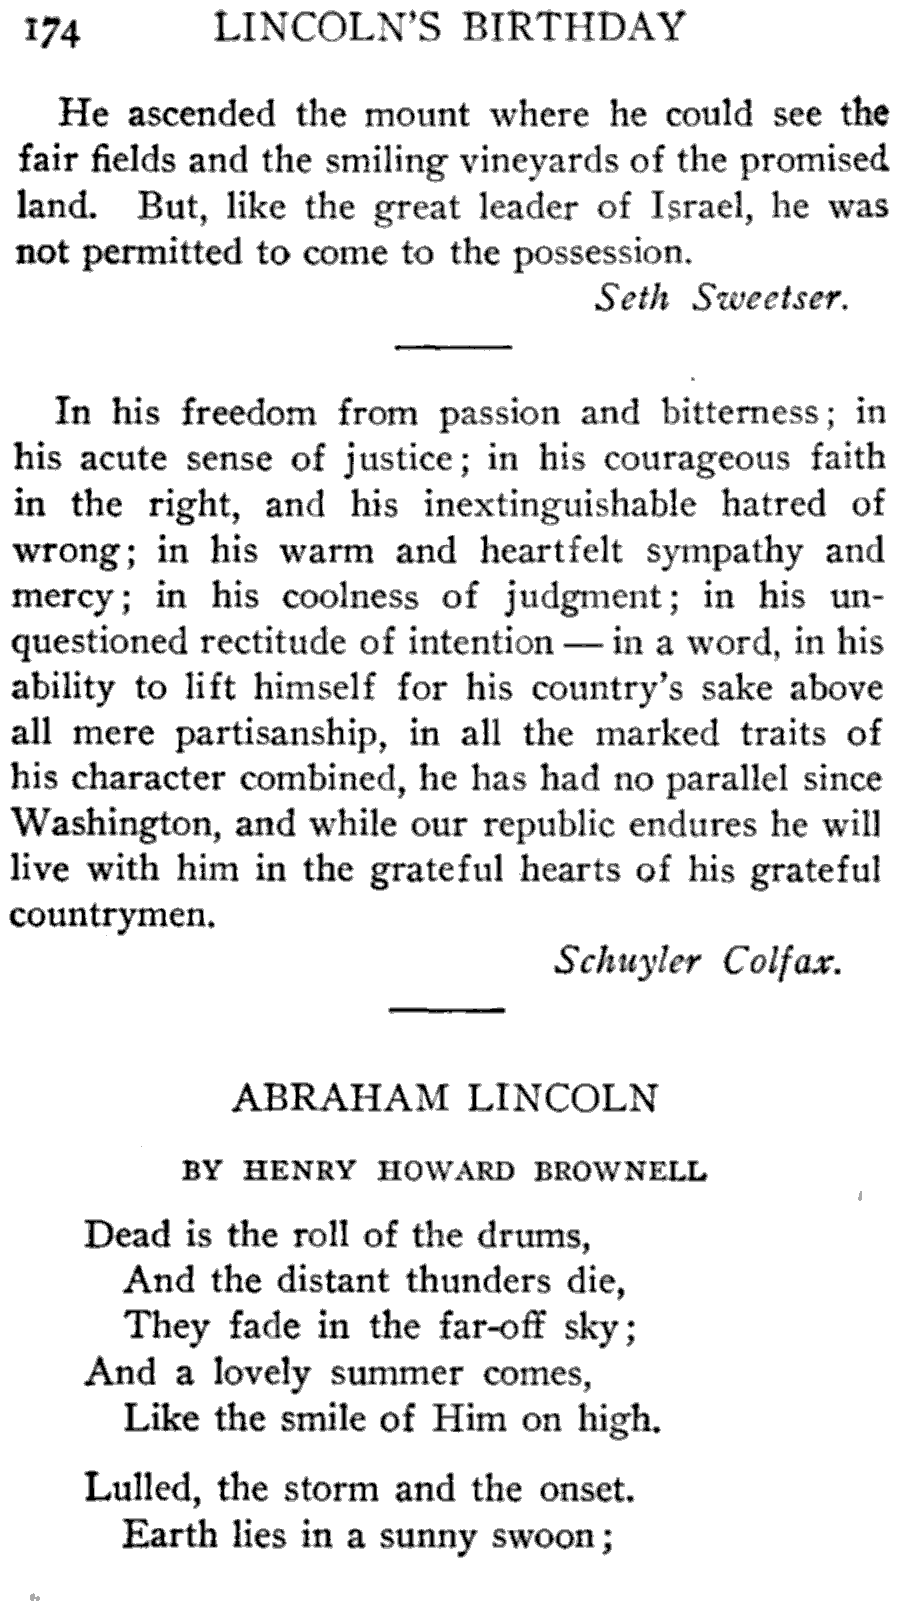 174 LINCOLN'S BIRTHDAY
He ascended the mount where he could see the
fair fields and the smiling vineyards of the promised
land. But, like the great leader of Israel, he was
not permitted to come to the possession.
Seth Sweetser.
In his freedom from passion and bitterness; in
his acute sense of justice; in his courageous faith
in the right, and his inextinguishable hatred of
wrong; in his warm and heartfelt sympathy and
mercy; in his coolness of judgment; in his un-
questioned rectitude of intention — in a word, in his
ability to lift himself for his country's sake above
all mere partisanship, in all the marked traits of
his character combined, he has had no parallel since
Washington, and while our republic endures he will
live with him in the grateful hearts of his grateful
countrymen.
Schuyler Colfax.
ABRAHAM LINCOLN
BY HENRY HOWARD BROWNELL
Dead is the roll of the drums,
And the distant thunders die,
They fade in the far-off sky;
And a lovely summer comes,
Like the smile of Him on high.
Lulled, the storm and the onset.
Earth lies in a sunny swoon;